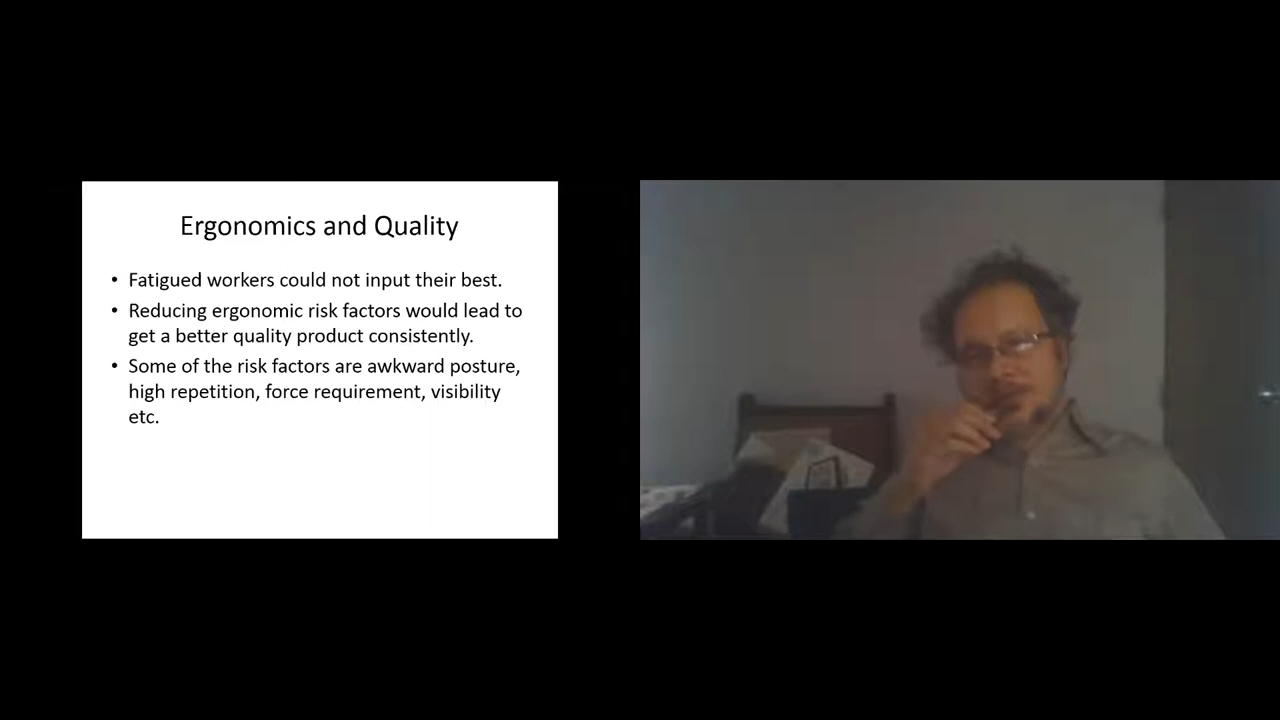 Ergonomics and Quality
• Fatigued workers could not input their best.
• Reducing ergonomic risk factors would lead to
get a better quality product consistently.
• Some of the risk factors are awkward posture,
high repetition, force requirement, visibility
etc.